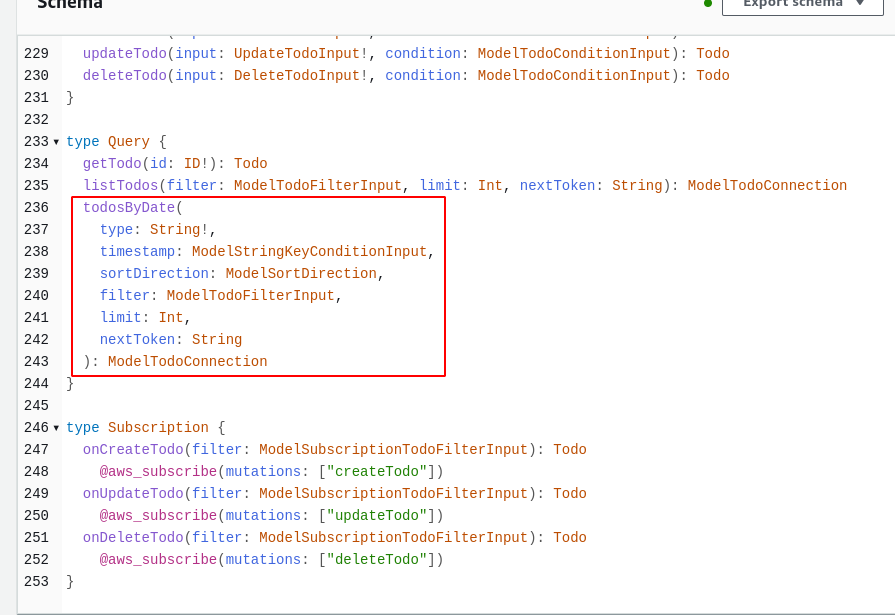 Schema
Export schema
229 updateTodo(input: UpdateTodoInput!, condition: ModelTodoConditionInput): Todo
230 deleteTodo(input: DeleteTodoInput!, condition: ModelTodoConditionInput): Todo
231 }
232
233 type Query {
234 getTodo(id: ID!): Todo
235 listTodos(filter: ModelTodoFilterInput, limit: Int, nextToken: String): ModelTodoConnection
236 todosByDate(
237 type: String!,
238 timestamp: ModelStringKeyConditionInput,
239 sortDirection: ModelSortDirection,
240 filter: ModelTodoFilterInput,
241 limit: Int,
242 nextToken: String
243 ): ModelTodoConnection
244 }
245
246 type Subscription {
247 onCreateTodo(filter: ModelSubscriptionTodoFilterInput): Todo
248 @aws_subscribe(mutations: ["createTodo"])
249 onUpdateTodo(filter: ModelSubscriptionTodoFilterInput): Todo
250 @aws_subscribe(mutations: ["updateTodo"])
251 onDeleteTodo(filter: ModelSubscriptionTodoFilterInput): Todo
252 @aws_subscribe(mutations: ["deleteTodo"])
253 }